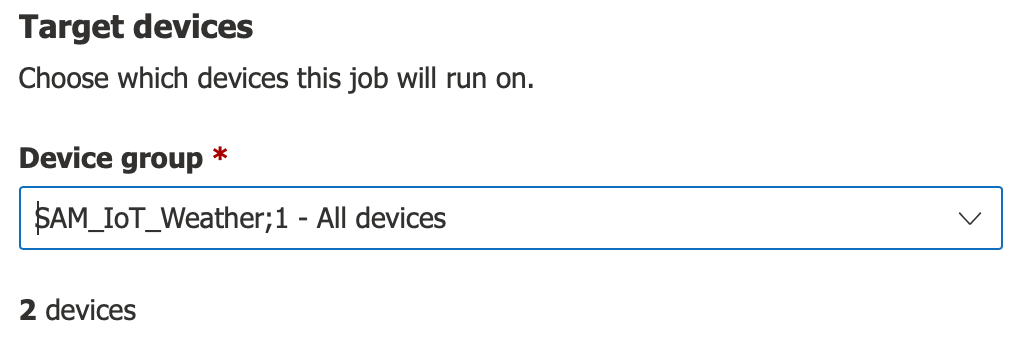 Target devices
Choose which devices this job will run on.
Device group *
SAM_IoT_Weather;1 - All devices
2 devices